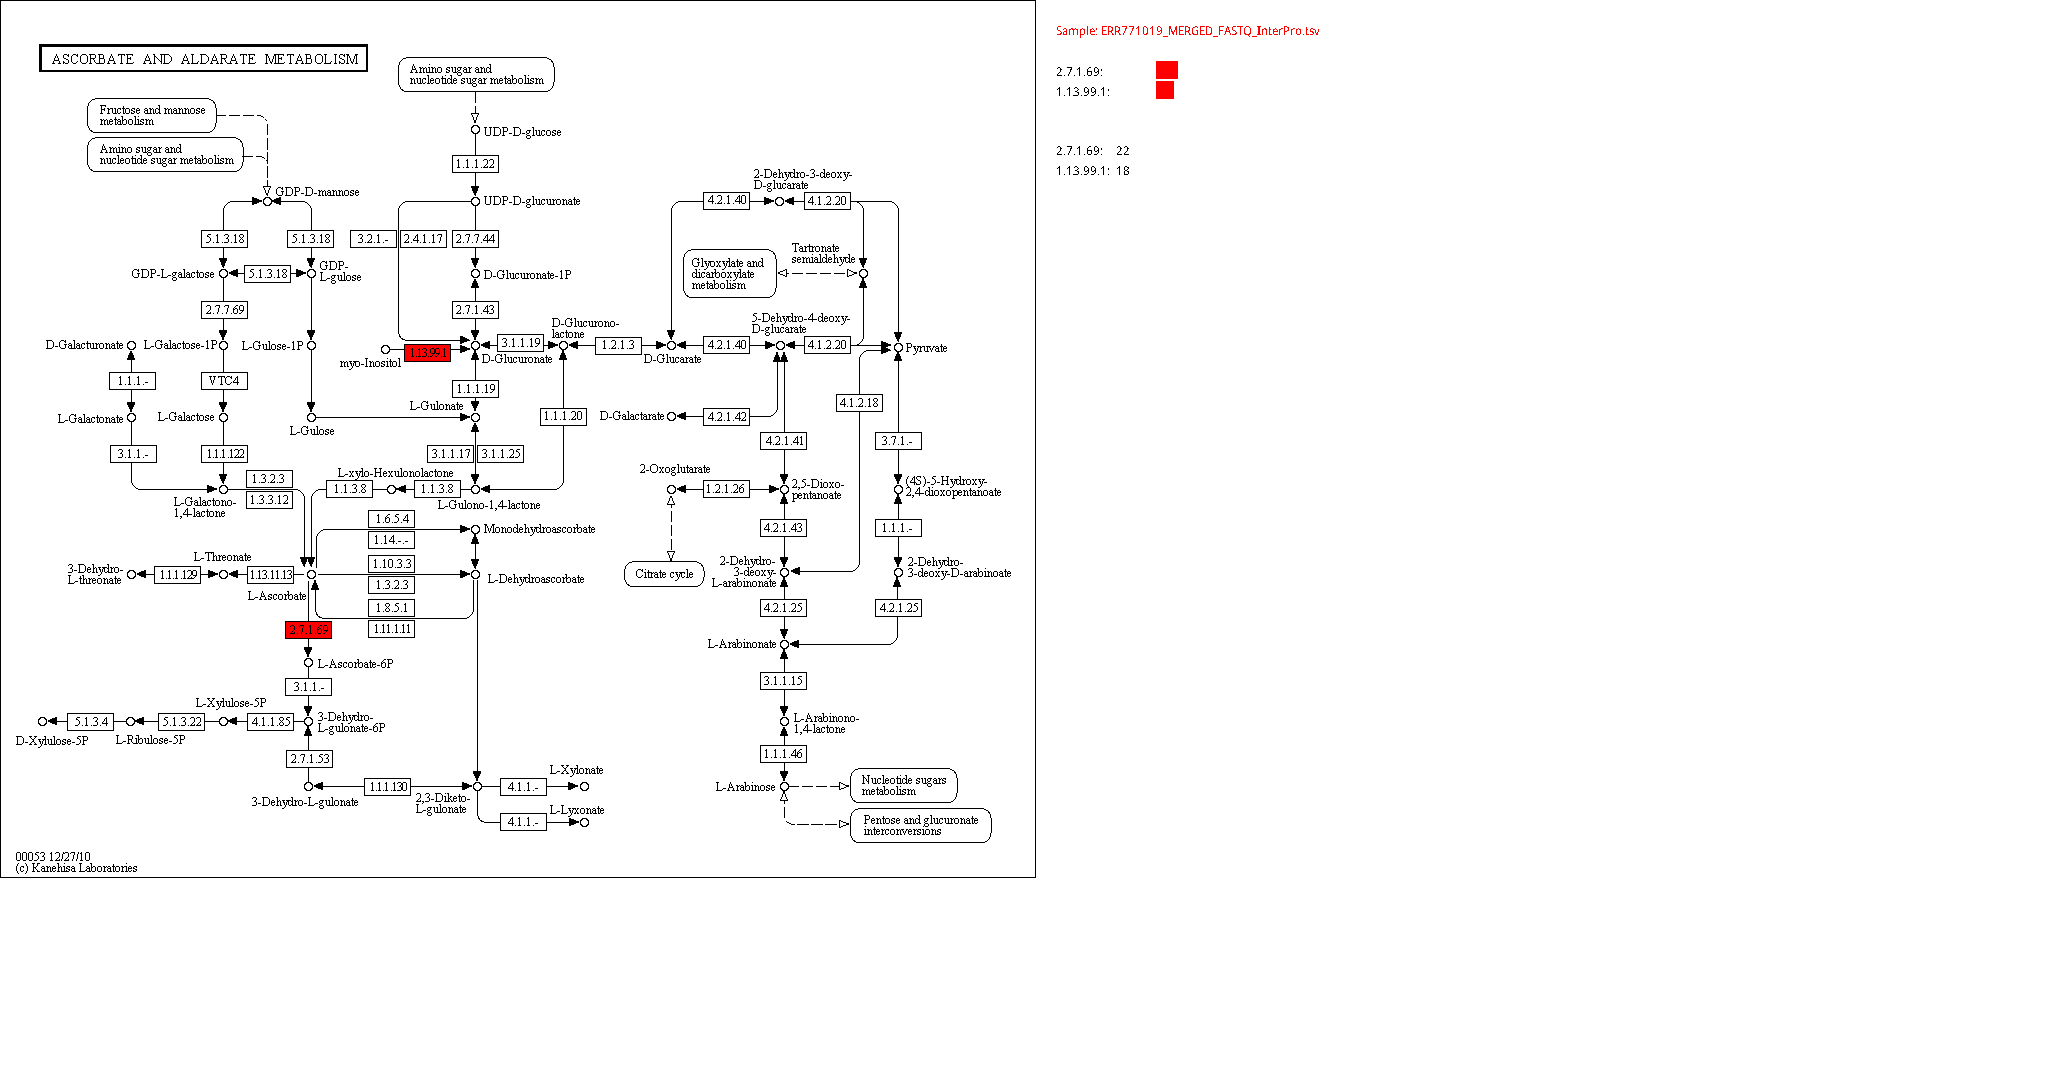 ASCORBATE AND ALDARATE METABOLISM
Amino sugar and
nucleotide sugar metabolism
Fructose and mannose
metabolism
Amino sugar and
nucleotide sugar metabolism
UDP-D-glucose
1.1.1.22
GDP-D-mannose
UDP-D-glucuronate
2-Dehydro-3-deoxy-
D-glucarate
4.2.1.40
4.1.2.20
5.1.3.18
5.1.3.18
3.2.1.-
2.4.1.17
2.7.7.44
Tartronate
semialdehyde
Glyoxylate and
dicarboxylate
metabolism
GDP-L-galactose
5.1.3.18
GDP-
L-gulose
D-Glucuronate-1P
2.7.7.69
2.7.1.43
D-Glucurono-
lactone
5-Dehydro-4-deoxy-
D-glucarate
D-Galacturonate
L-Galactose-1P
L-Gulose-1P
myo-Inositol
1.13.99.1
D-Glucuronate
3.1.1.19
1.2.1.3
D-Glucarate
4.2.1.40
4.1.2.20
Pyruvate
1.1.1.-
VTC4
1.1.1.19
L-Galactonate
L-Galactose
L-Gulose
L-Gulonate
1.1.1.20
D-Galactarate
4.2.1.42
4.1.2.18
3.1.1.-
1.1.1.122
3.1.1.17
3.1.1.25
4.2.1.41
3.7.1.-
L-Galactono-
1,4-lactone
1.3.2.3
1.3.3.12
L-xylo-Hexulonolactone
1.1.3.8
1.1.3.8
L-Gulono-1,4-lactone
2-Oxoglutarate
1.2.1.26
2,5-Dioxo-
pentanoate
(4S)-5-Hydroxy-
2,4-dioxopentanoate
1.6.5.4
1.14.-.-
Monodehydroascorbate
4.2.1.43
1.1.1.-
3-Dehydro-
L-threonate
1.1.1.129
L-Threonate
1.13.11.13
L-Ascorbate
1.10.3.3
1.3.2.3
L-Dehydroascorbate
1.8.5.1
1.11.1.11
Citrate cycle
2-Dehydro-
3-deoxy-
L-arabinonate
2-Dehydro-
3-deoxy-D-arabinoate
4.2.1.25
4.2.1.25
2.7.1.69
L-Ascorbate-6P
L-Arabinonate
3.1.1.-
3.1.1.15
D-Xylulose-5P
5.1.3.4
L-Ribulose-5P
5.1.3.22
L-Xylulose-5P
4.1.1.85
3-Dehydro-
L-gulonate-6P
L-Arabinono-
1,4-lactone
2.7.1.53
1.1.1.46
3-Dehydro-L-gulonate
1.1.1.130
2,3-Diketo-
L-gulonate
4.1.1.-
L-Xylonate
4.1.1.-
L-Lyxonate
L-Arabinose
Nucleotide sugars
metabolism
Pentose and glucuronate
interconversions
00053 12/27/10
(c) Kanehisa Laboratories
Sample: ERR771019_MERGED_FASTQ_InterPro.tsv
2.7.1.69:
1.13.99.1:
2.7.1.69: 22
1.13.99.1: 18